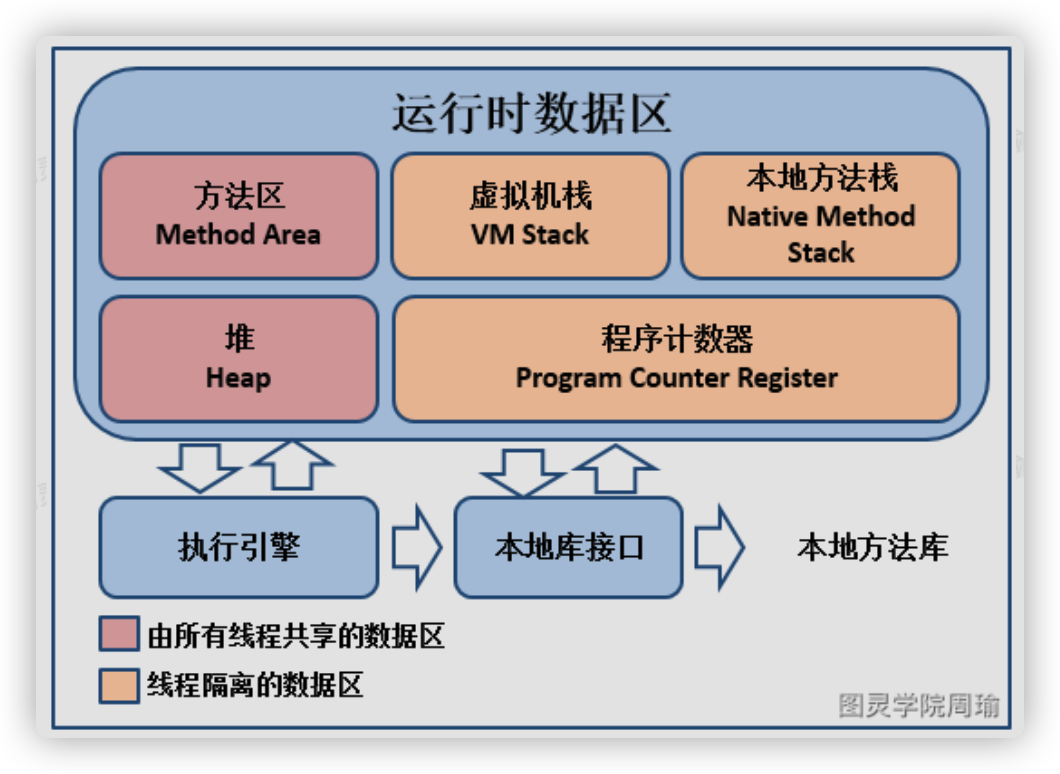 运行时数据区
方法区
Method Area
虚拟机栈
VM Stack
本地方法栈
Native Method
Stack
堆
Heap
程序计数器
Program Counter Register
执行引擎
本地库接口
本地方法库
由所有线程共享的数据区
线程隔离的数据区
图灵学院周瑜